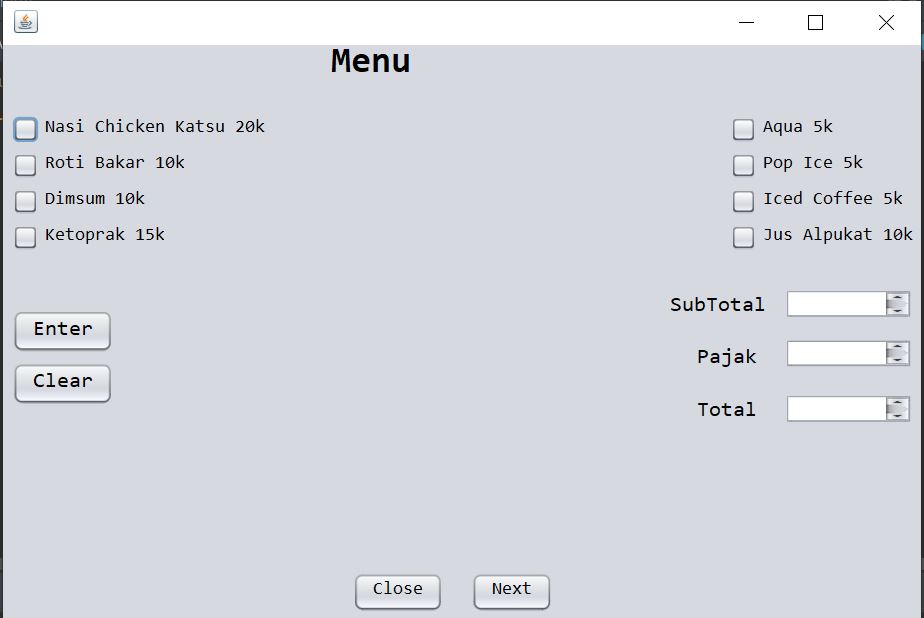 Menu
Nasi Chicken Katsu 20k
Roti Bakar 10k
Dimsum 10k
Ketoprak 15k
Aqua 5k
Pop Ice 5k
Iced Coffee 5k
Jus Alpukat 10k
Enter
Clear
SubTotal
Pajak
Total
Close
Next